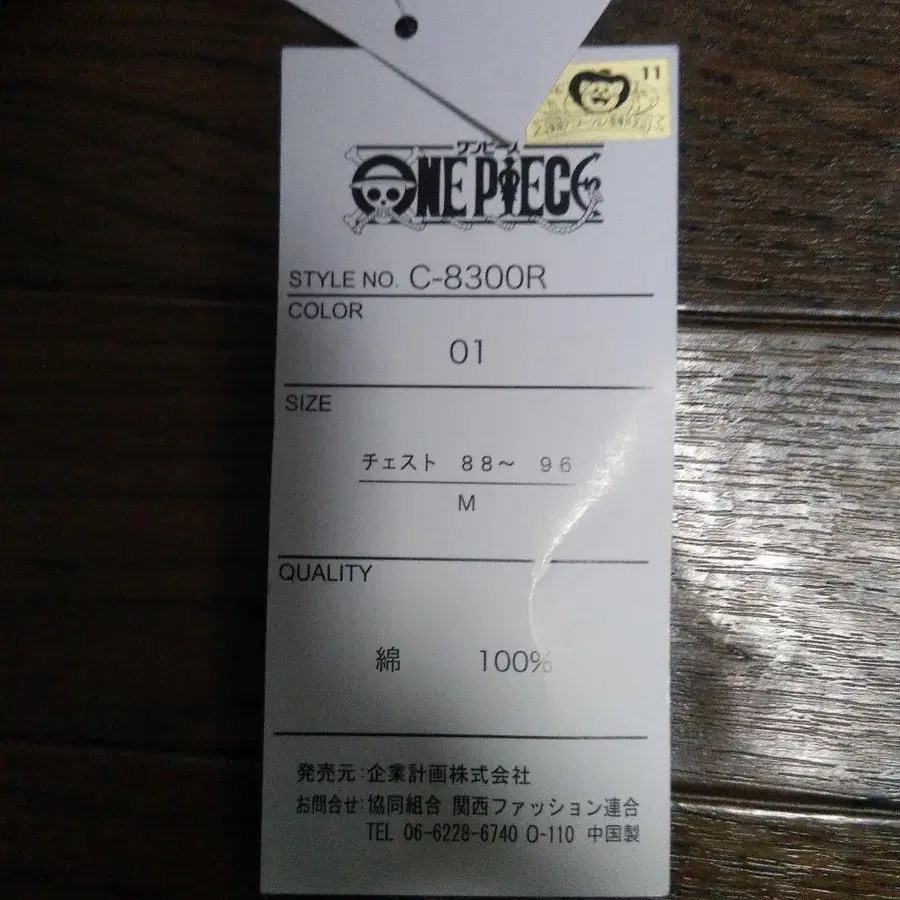 11
ワンピース
ONE PIECE
STYLE NO. C-8300R
COLOR
01
SIZE
チェスト 88～ 96
M
QUALITY
綿 100%
発売元:企業計画株式会社
お問合せ:協同組合 関西ファッション連合
TEL 06-6228-6740 O-110 中国製